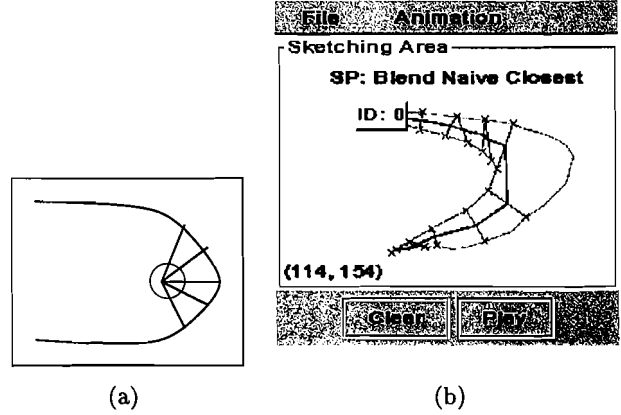 File Animation
Sketching Area
SP: Blend Naive Closest
ID: 0
(114, 154)
Clear Play
(a) (b)